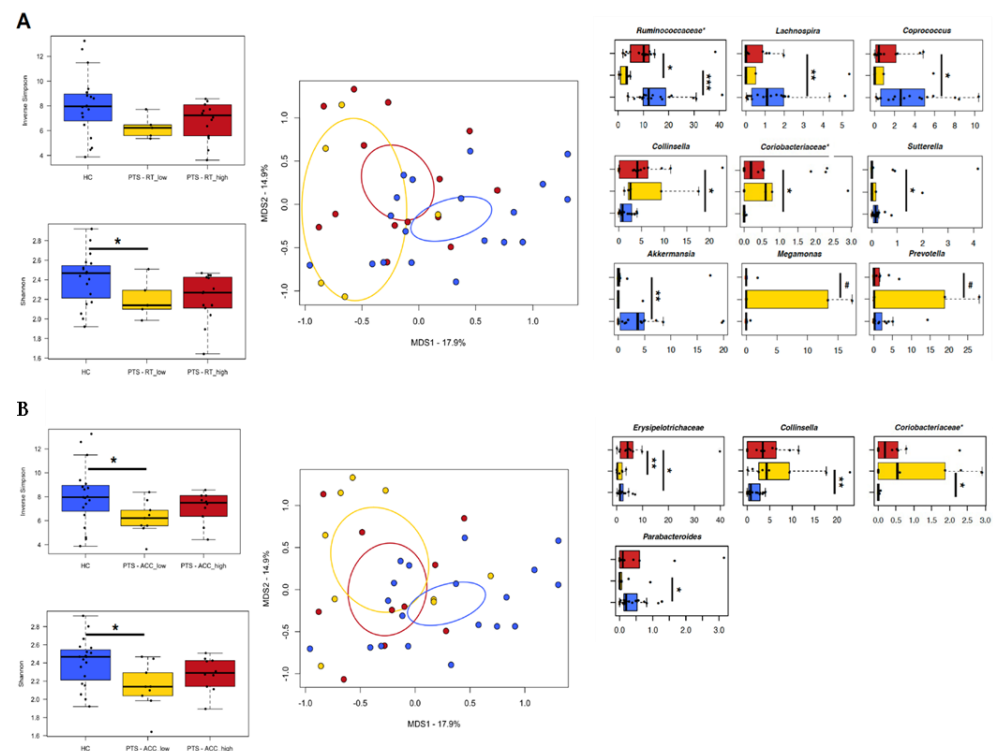 A
Inverse Simpson
12
10
8
6
4
HC PTS - RT_low PTS - RT_high
*
Shannon
2.8
2.6
2.4
2.2
2.0
1.8
1.6
HC PTS - RT_low PTS - RT_high
MDS2 - 14.9%
1.0
0.5
0.0
-0.5
-1.0
-1.0 -0.5 0.0 0.5 1.0
MDS1 - 17.9%
Ruminococcaceae* Lachnospira Coprococcus
* *** ** *
0 10 20 30 40 0 1 2 3 4 5 0 2 4 6 8 10
Collinsella Coriobacteriaceae* Sutterella
* * *
0 5 10 15 20 0.0 0.5 1.0 1.5 2.0 2.5 3.0 0 1 2 3 4
Akkermansia Megamonas Prevotella
** # #
0 5 10 15 20 0 5 10 15 0 5 10 15 20 25
B
*
Inverse Simpson
12
10
8
6
4
HC PTS - ACC_low PTS - ACC_high
*
Shannon
2.8
2.6
2.4
2.2
2.0
1.8
1.6
HC PTS - ACC_low PTS - ACC_high
MDS2 - 14.9%
1.0
0.5
0.0
-0.5
-1.0
-1.0 -0.5 0.0 0.5 1.0
MDS1 - 17.9%
Erysipelotrichaceae Collinsella Coriobacteriaceae*
** * ** *
0 10 20 30 40 0 5 10 15 20 0.0 0.5 1.0 1.5 2.0 2.5 3.0
Parabacteroides
*
0.0 1.0 2.0 3.0